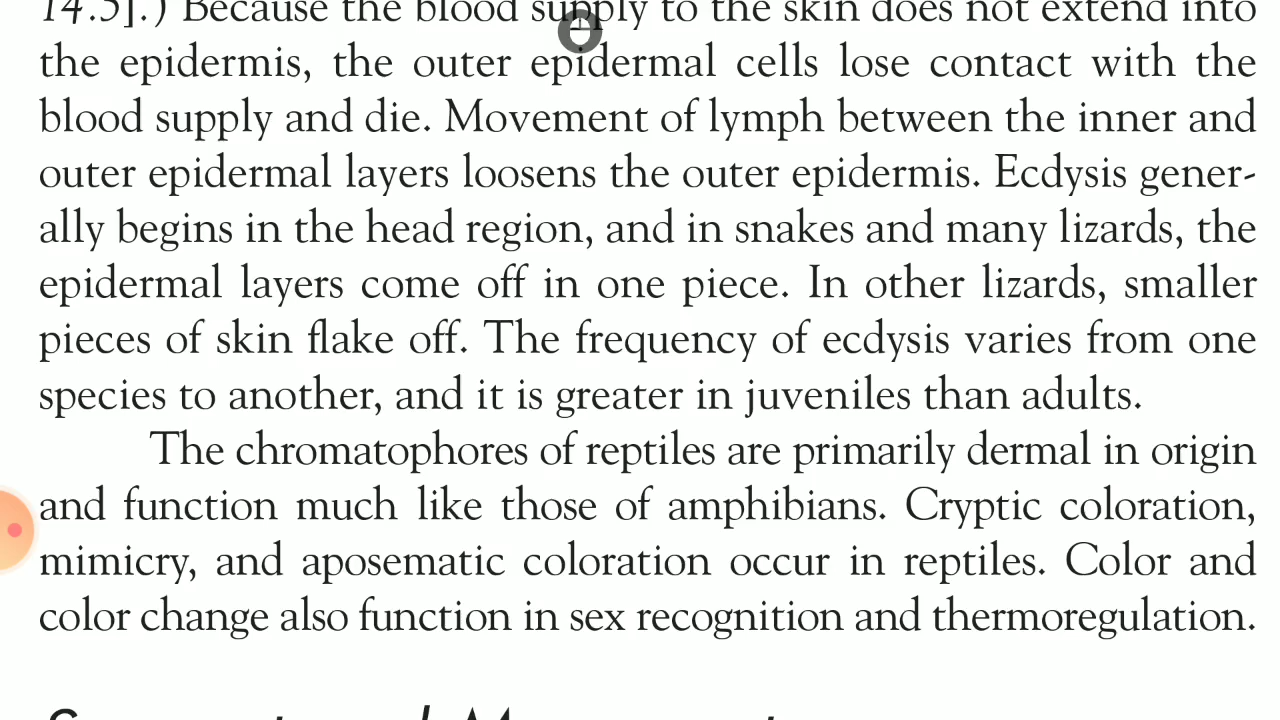 14.5].) Because the blood supply to the skin does not extend into
the epidermis, the outer epidermal cells lose contact with the
blood supply and die. Movement of lymph between the inner and
outer epidermal layers loosens the outer epidermis. Ecdysis gener-
ally begins in the head region, and in snakes and many lizards, the
epidermal layers come off in one piece. In other lizards, smaller
pieces of skin flake off. The frequency of ecdysis varies from one
species to another, and it is greater in juveniles than adults.
The chromatophores of reptiles are primarily dermal in origin
and function much like those of amphibians. Cryptic coloration,
mimicry, and aposematic coloration occur in reptiles. Color and
color change also function in sex recognition and thermoregulation.